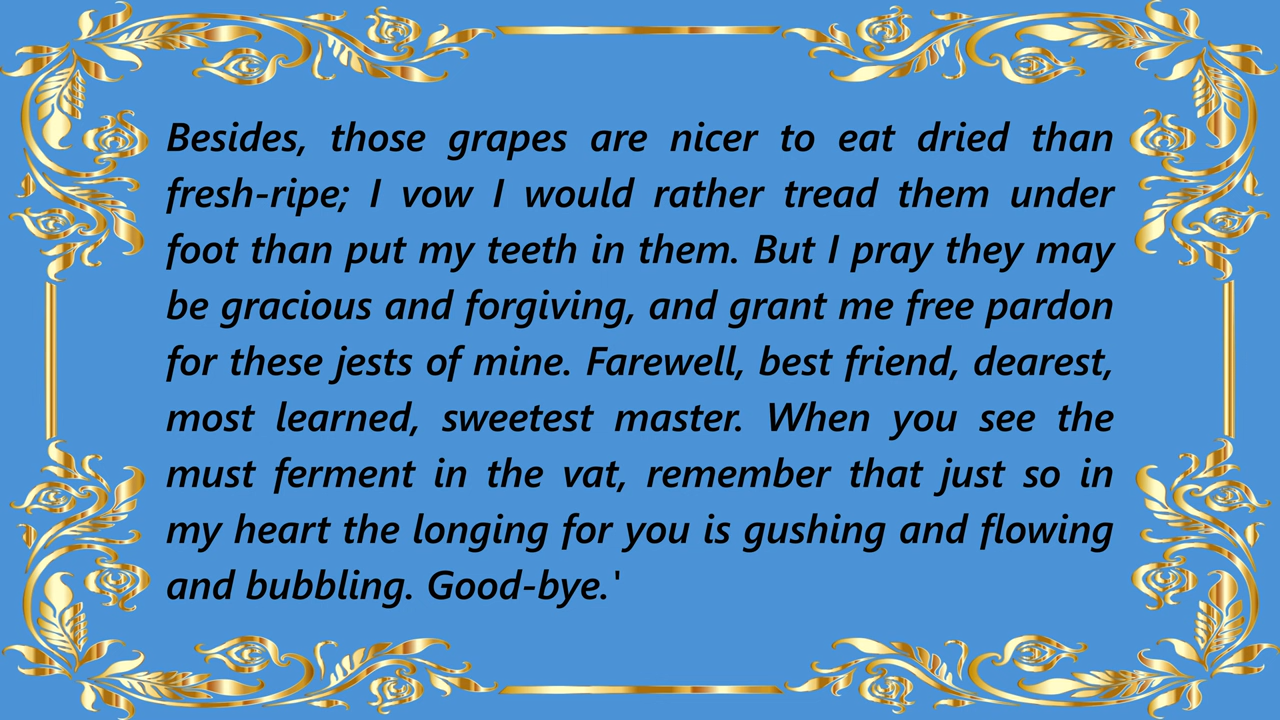 Besides, those grapes are nicer to eat dried than
fresh-ripe; I vow I would rather tread them under
foot than put my teeth in them. But I pray they may
be gracious and forgiving, and grant me free pardon
for these jests of mine. Farewell, best friend, dearest,
most learned, sweetest master. When you see the
must ferment in the vat, remember that just so in
my heart the longing for you is gushing and flowing
and bubbling. Good-bye.'